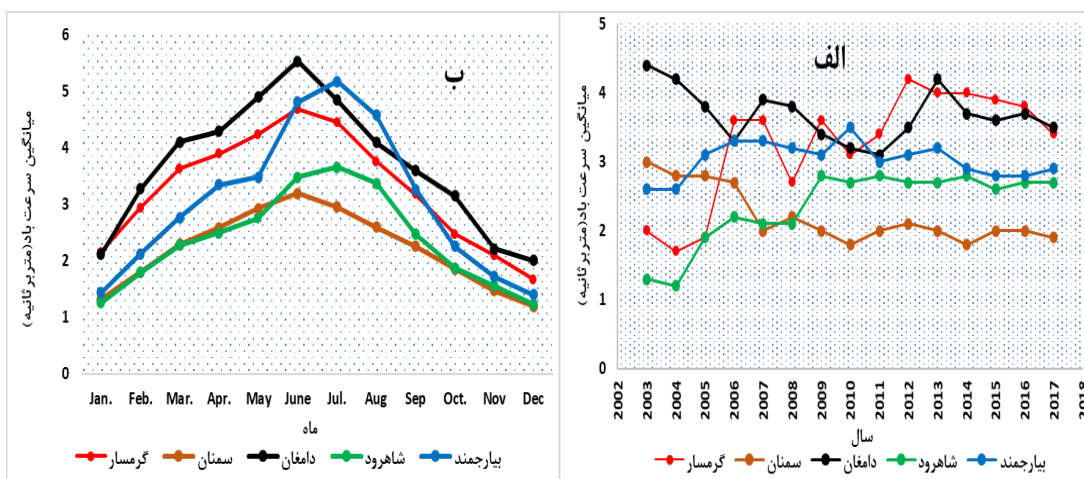 الف
میانگین سرعت باد(متر بر ثانیه)
5
4
3
2
1
0
2002 2003 2004 2005 2006 2007 2008 2009 2010 2011 2012 2013 2014 2015 2016 2017 2018
سال
گرمسار سمنان دامغان شاهرود بیارجمند
ب
میانگین سرعت باد(متر بر ثانیه)
6
5
4
3
2
1
0
Jan. Feb. Mar. Apr. May June Jul. Aug Sep Oct. Nov Dec
ماه
گرمسار سمنان دامغان شاهرود بیارجمند